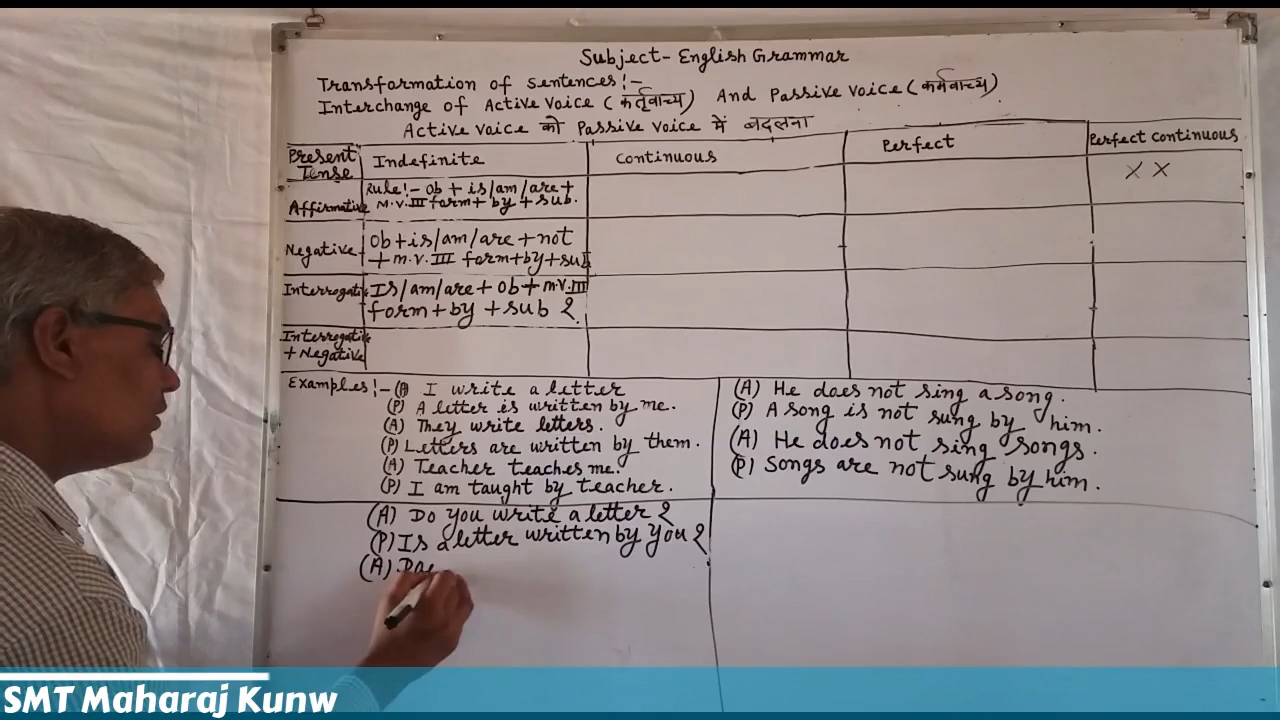 Subject- English Grammar
Transformation of sentences:-
Interchange of Active voice (कर्तृवाच्य) And Passive voice (कर्मवाच्य)
Active voice को Passive voice में बदलना
Present Tense
Indefinite
Continuous
Perfect
Perfect Continuous
Affirmative
Rule:- Ob + is/am/are +
M.V. III form + by + sub.
X X
Negative
Ob + is/am/are + not
+ m.v. III form + by + sub
Interrogative
Is/am/are + Ob + M.V. III
form + by + sub ?
Interrogative
+ Negative
Examples:- (A) I write a letter
(P) A letter is written by me.
(A) They write letters.
(P) Letters are written by them.
(A) Teacher teaches me.
(P) I am taught by teacher.
(A) He does not sing a song.
(P) A song is not sung by him.
(A) He does not sing songs.
(P) Songs are not sung by him.
(A) Do you write a letter ?
(P) Is a letter written by you ?
(A)
SMT Maharaj Kunw